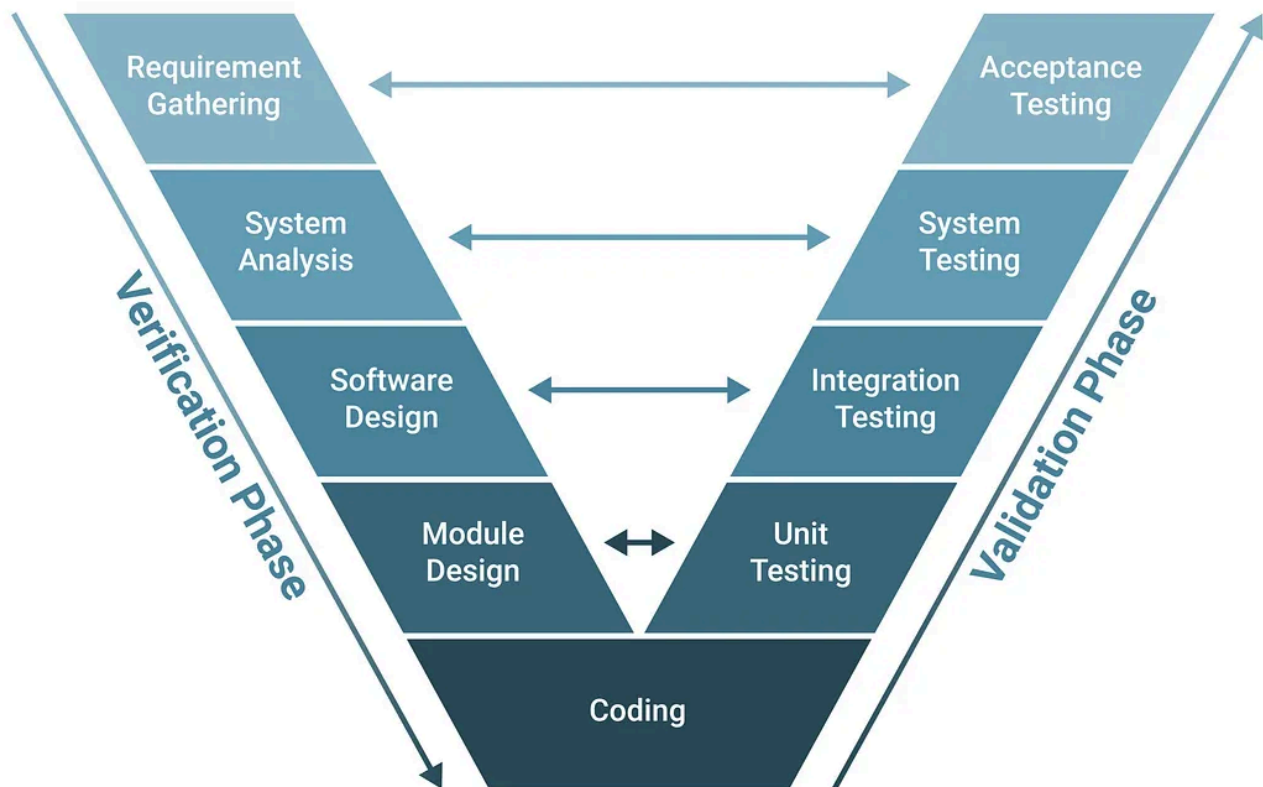 Requirement
Gathering
Acceptance
Testing
System
Analysis
System
Testing
Verification Phase
Software
Design
Integration
Testing
Validation Phase
Module
Design
Unit
Testing
Coding